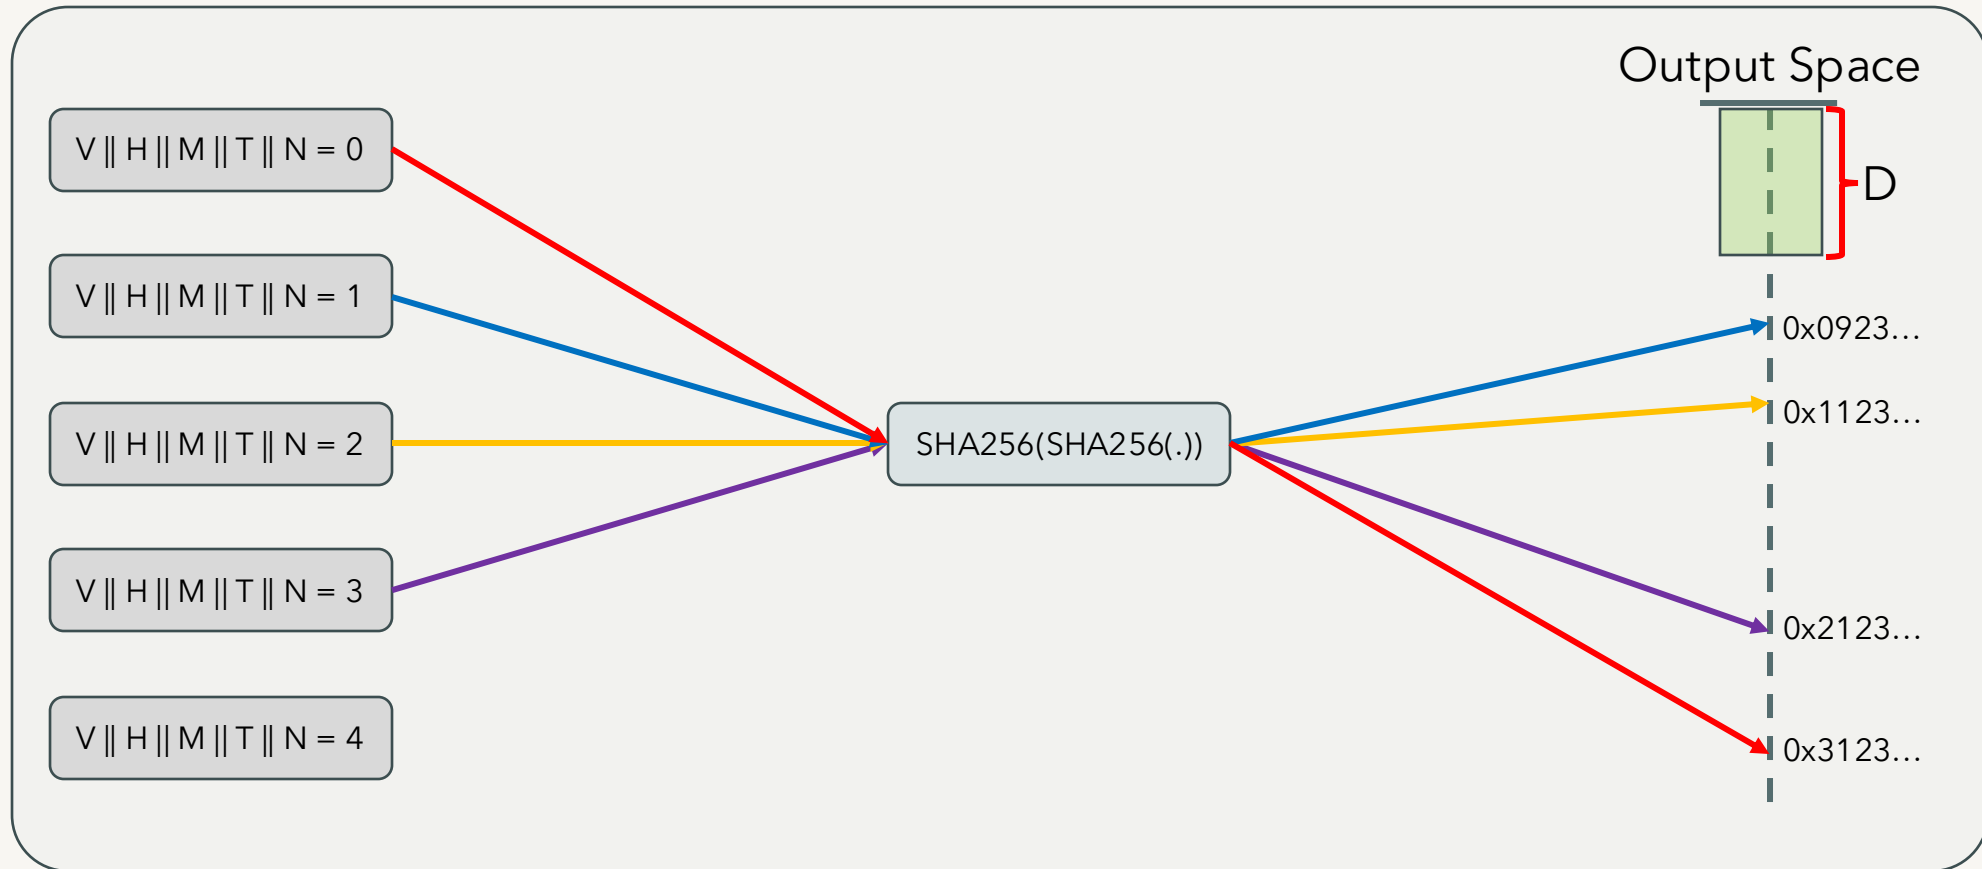 Output Space
V || H || M || T || N = 0
D
V || H || M || T || N = 1
0x0923...
V || H || M || T || N = 2
0x1123...
SHA256(SHA256(.))
V || H || M || T || N = 3
0x2123...
V || H || M || T || N = 4
0x3123...